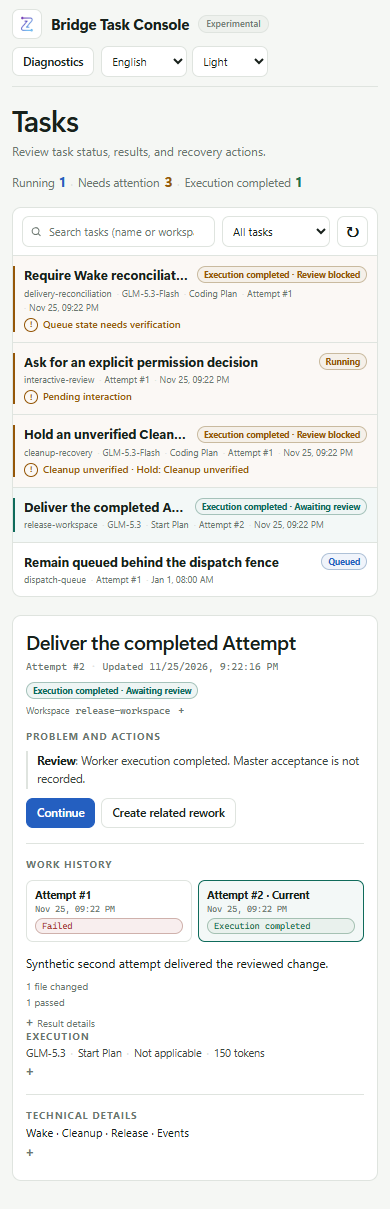 Bridge Task Console Experimental
Diagnostics English Light
Tasks
Review task status, results, and recovery actions.
Running 1 · Needs attention 3 · Execution completed 1
Search tasks (name or worksp All tasks ↻
Require Wake reconciliat... Execution completed · Review blocked
delivery-reconciliation · GLM-5.3-Flash · Coding Plan · Attempt #1
· Nov 25, 09:22 PM
! Queue state needs verification
Ask for an explicit permission decision Running
interactive-review · Attempt #1 · Nov 25, 09:22 PM
! Pending interaction
Hold an unverified Clean... Execution completed · Review blocked
cleanup-recovery · GLM-5.3-Flash · Coding Plan · Attempt #1 · Nov 25, 09:22 PM
! Cleanup unverified · Hold: Cleanup unverified
Deliver the completed A... Execution completed · Awaiting review
release-workspace · GLM-5.3 · Start Plan · Attempt #2 · Nov 25, 09:22 PM
Remain queued behind the dispatch fence Queued
dispatch-queue · Attempt #1 · Jan 1, 08:00 AM
Deliver the completed Attempt
Attempt #2 · Updated 11/25/2026, 9:22:16 PM
Execution completed · Awaiting review
Workspace release-workspace +
PROBLEM AND ACTIONS
Review: Worker execution completed. Master acceptance is not
recorded.
Continue Create related rework
WORK HISTORY
Attempt #1 Attempt #2 · Current
Nov 25, 09:22 PM Nov 25, 09:22 PM
Failed Execution completed
Synthetic second attempt delivered the reviewed change.
1 file changed
1 passed
+ Result details
EXECUTION
GLM-5.3 · Start Plan · Not applicable · 150 tokens
+
TECHNICAL DETAILS
Wake · Cleanup · Release · Events
+